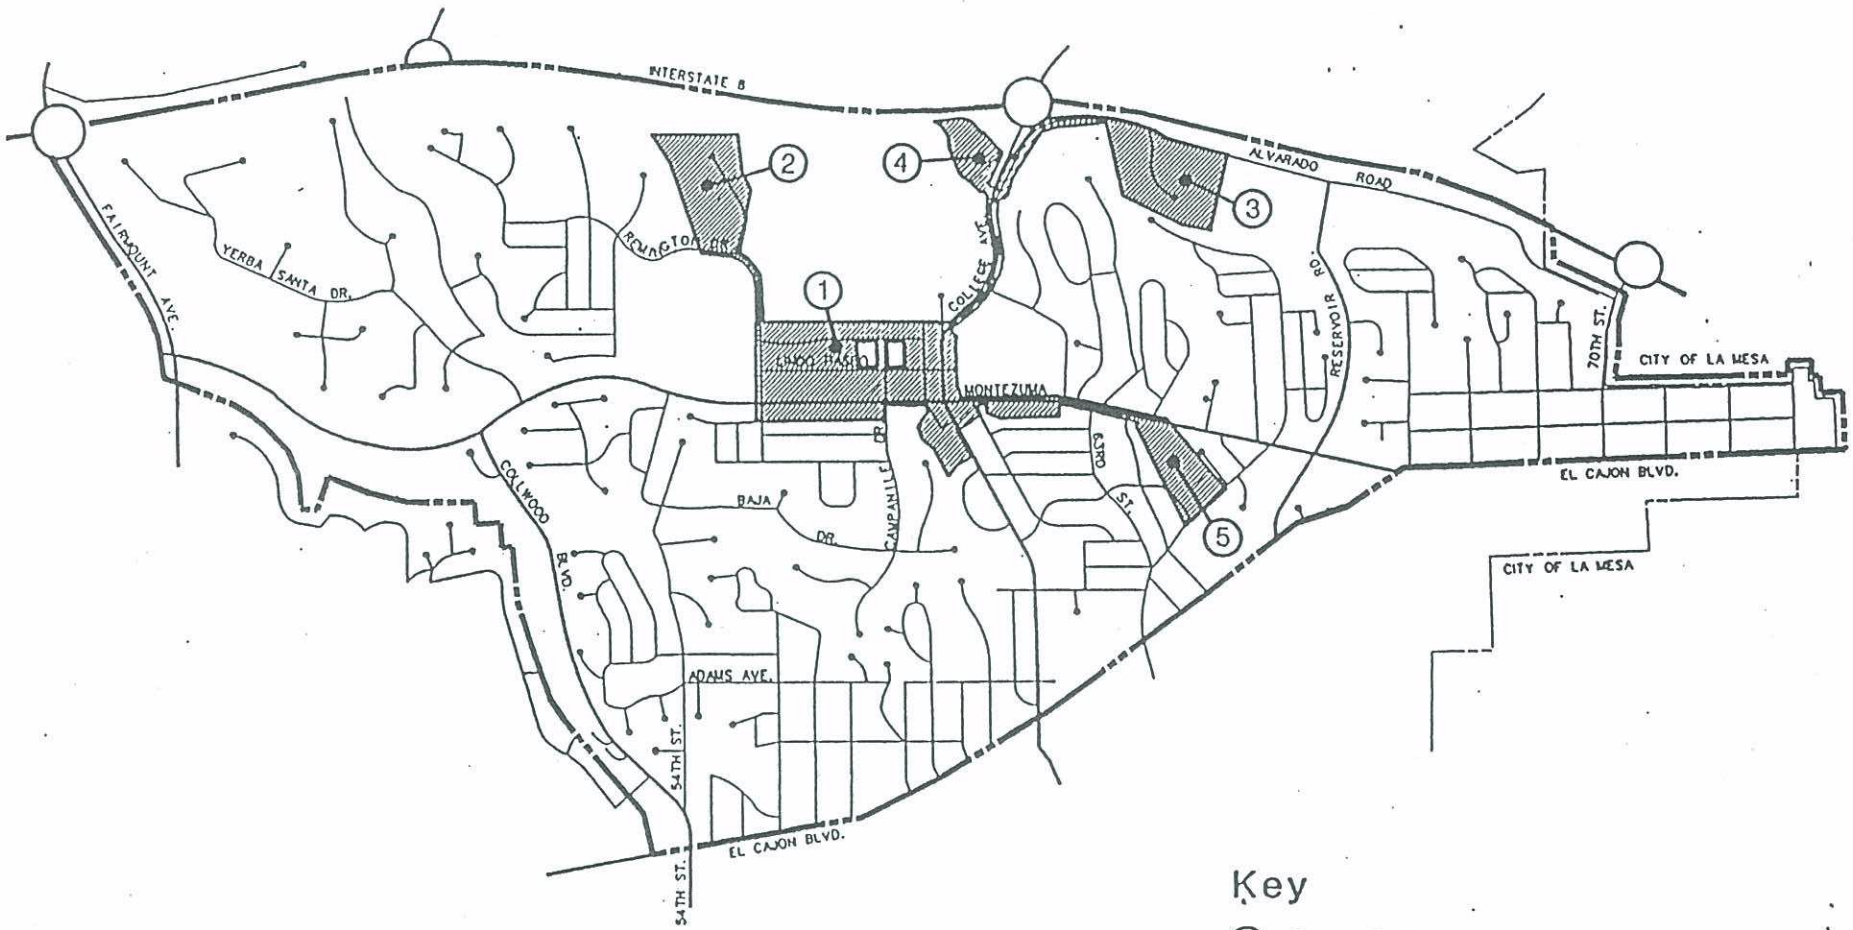 INTERSTATE 8
2
4
ALVARADO
ROAD
3
FAIRMOUNT
AVE.
YERBA
SANTA
DR.
COLLEGE AVE.
RESERVOIR RD.
1
70TH ST.
CITY OF LA MESA
MONTEZUMA
EL CAJON BLVD.
COLLWOOD
BLVD.
BAJA
DR.
CAMPANILE
DR.
63RD
ST.
5
CITY OF LA MESA
ADAMS AVE.
54TH ST.
EL CAJON BLVD.
54TH ST.
Key